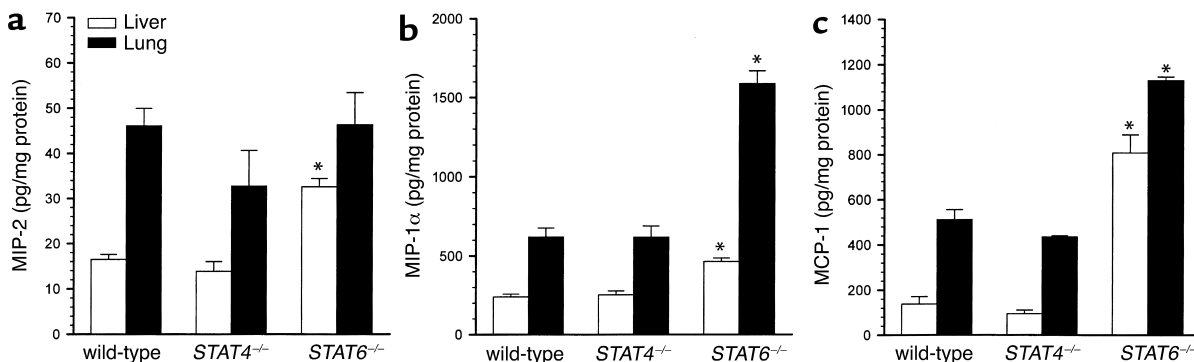 a
Liver
Lung
MIP-2 (pg/mg protein)
70
60
50
40
30
20
10
0
wild-type STAT4–/– STAT6–/–
*
b
MIP-1α (pg/mg protein)
2000
1500
1000
500
0
wild-type STAT4–/– STAT6–/–
*
*
c
MCP-1 (pg/mg protein)
1400
1200
1000
800
600
400
200
0
wild-type STAT4–/– STAT6–/–
*
*